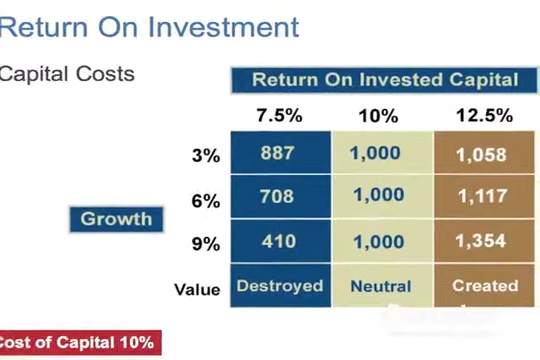 Return On Investment
Capital Costs
Return On Invested Capital
7.5% 10% 12.5%
3% 887 1,000 1,058
6% 708 1,000 1,117
Growth
9% 410 1,000 1,354
Value Destroyed Neutral Created
Cost of Capital 10%